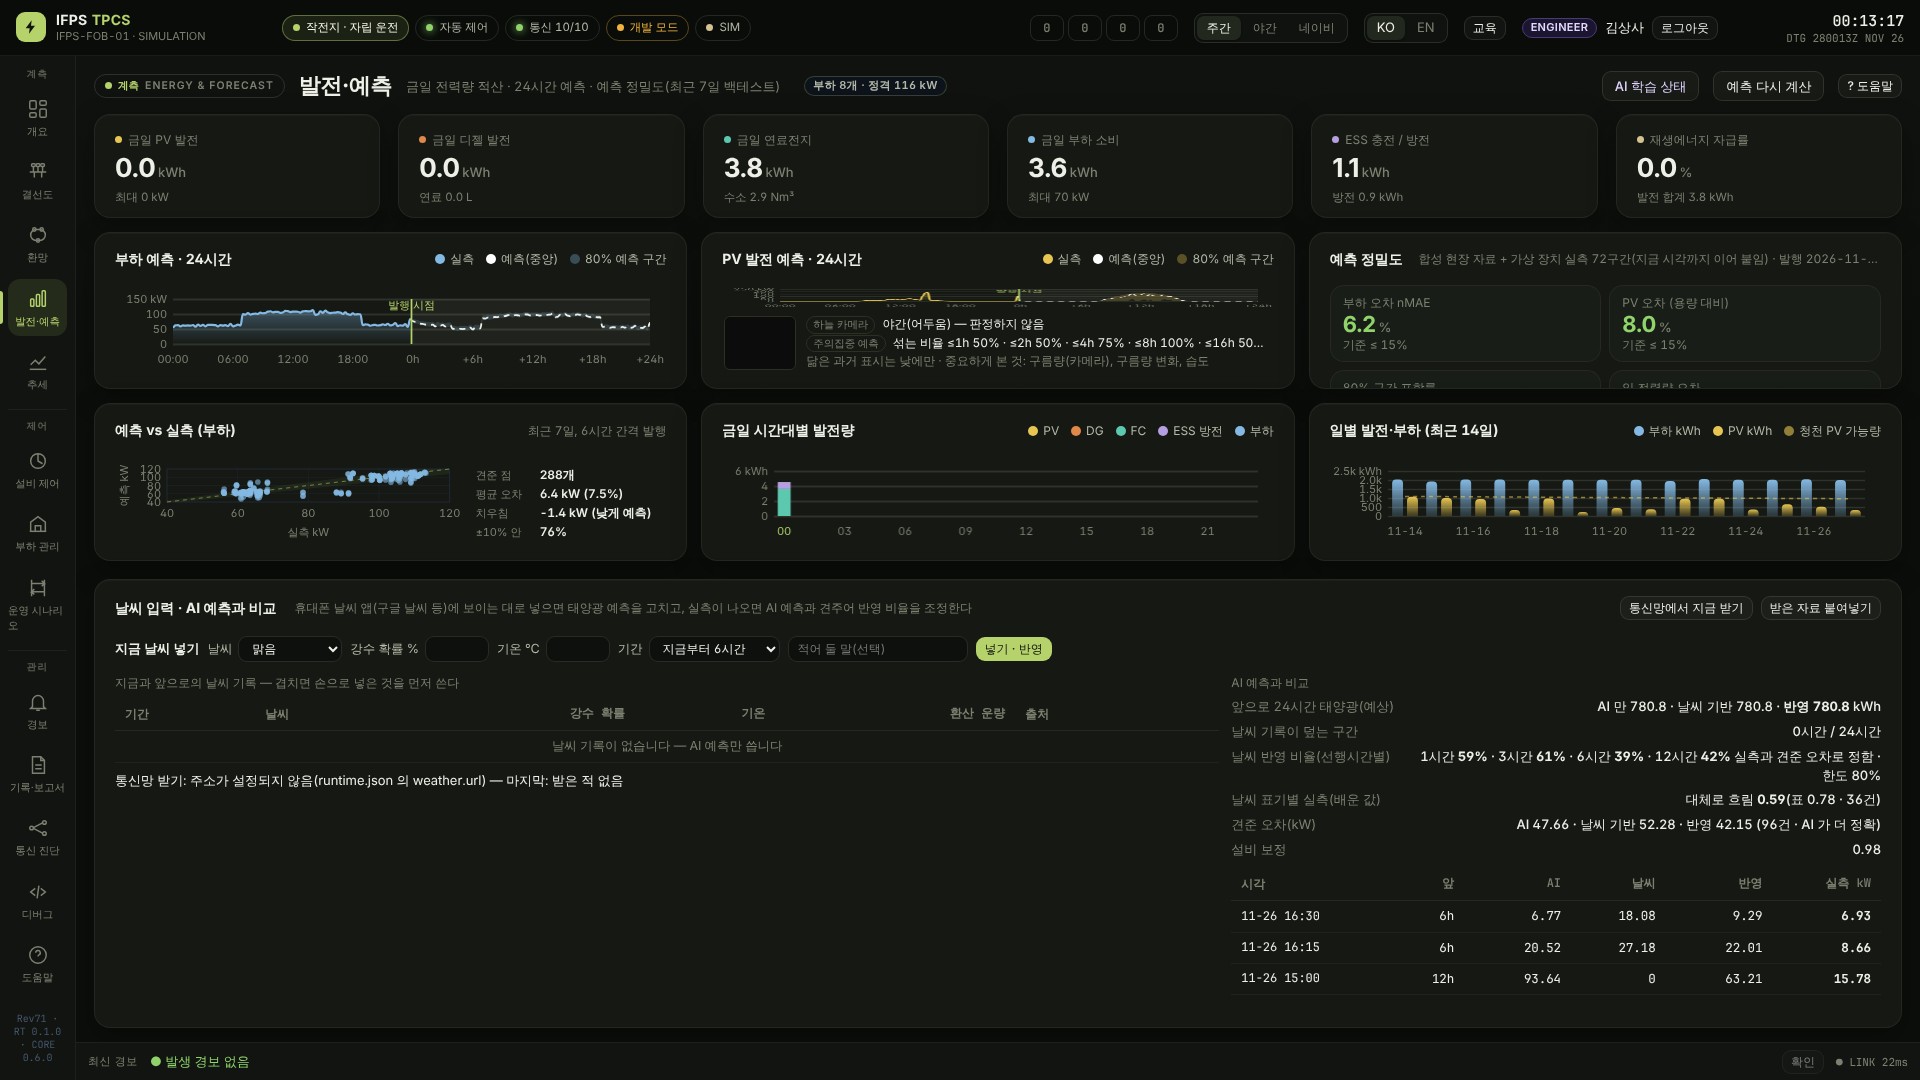 IFPS TPCS
IFPS-FOB-01 · SIMULATION
작전지 · 자립 운전
자동 제어
통신 10/10
개발 모드
SIM
0 0 0 0
주간 야간 네이비
KO EN
교육
ENGINEER 김상사 로그아웃
00:13:17
DTG 280013Z NOV 26
계측
개요
결선도
환망
발전·예측
추세
제어
설비 제어
부하 관리
운영 시나리오
관리
경보
기록·보고서
통신 진단
디버그
도움말
Rev71 ·
RT 0.1.0
· CORE
0.6.0
계측 ENERGY & FORECAST
발전·예측
금일 전력량 적산 · 24시간 예측 · 예측 정밀도(최근 7일 백테스트)
부하 8개 · 정격 116 kW
AI 학습 상태
예측 다시 계산
? 도움말
금일 PV 발전
0.0 kWh
최대 0 kW
금일 디젤 발전
0.0 kWh
연료 0.0 L
금일 연료전지
3.8 kWh
수소 2.9 Nm³
금일 부하 소비
3.6 kWh
최대 70 kW
ESS 충전 / 방전
1.1 kWh
방전 0.9 kWh
재생에너지 자급률
0.0 %
발전 합계 3.8 kWh
부하 예측 · 24시간
실측 예측(중앙) 80% 예측 구간
150 kW
100
50
0
발행 시점
00:00 06:00 12:00 18:00 0h +6h +12h +18h +24h
PV 발전 예측 · 24시간
실측 예측(중앙) 80% 예측 구간
하늘 카메라 야간(어두움) — 판정하지 않음
주의집중 예측 섞는 비율 ≤1h 50% · ≤2h 50% · ≤4h 75% · ≤8h 100% · ≤16h 50...
닮은 과거 표시는 낮에만 · 중요하게 본 것: 구름량(카메라), 구름량 변화, 습도
예측 정밀도
합성 현장 자료 + 가상 장치 실측 72구간(지금 시각까지 이어 붙임) · 발행 2026-11-...
부하 오차 nMAE
6.2 %
기준 ≤ 15%
PV 오차 (용량 대비)
8.0 %
기준 ≤ 15%
예측 vs 실측 (부하)
최근 7일, 6시간 간격 발행
예측 kW
120
100
80
60
40
40 60 80 100 120
실측 kW
견준 점 288개
평균 오차 6.4 kW (7.5%)
치우침 -1.4 kW (낮게 예측)
±10% 안 76%
금일 시간대별 발전량
PV DG FC ESS 방전 부하
6 kWh
4
2
0
00 03 06 09 12 15 18 21
일별 발전·부하 (최근 14일)
부하 kWh PV kWh 청천 PV 가능량
2.5k kWh
2.0k
1.5k
1.0k
500
0
11-14 11-16 11-18 11-20 11-22 11-24 11-26
날씨 입력 · AI 예측과 비교
휴대폰 날씨 앱(구글 날씨 등)에 보이는 대로 넣으면 태양광 예측을 고치고, 실측이 나오면 AI 예측과 견주어 반영 비율을 조정한다
통신망에서 지금 받기
받은 자료 붙여넣기
지금 날씨 넣기 날씨 맑음 강수 확률 % 기온 °C 기간 지금부터 6시간 적어 둘 말(선택) 넣기 · 반영
지금과 앞으로의 날씨 기록 — 겹치면 손으로 넣은 것을 먼저 쓴다
기간 날씨 강수 확률 기온 환산 운량 출처
날씨 기록이 없습니다 — AI 예측만 씁니다
통신망 받기: 주소가 설정되지 않음(runtime.json 의 weather.url) — 마지막: 받은 적 없음
AI 예측과 비교
앞으로 24시간 태양광(예상) AI 만 780.8 · 날씨 기반 780.8 · 반영 780.8 kWh
날씨 기록이 덮는 구간 0시간 / 24시간
날씨 반영 비율(선행시간별) 1시간 59% · 3시간 61% · 6시간 39% · 12시간 42% 실측과 견준 오차로 정함 ·
한도 80%
날씨 표기별 실측(배운 값) 대체로 흐림 0.59(표 0.78 · 36건)
견준 오차(kW) AI 47.66 · 날씨 기반 52.28 · 반영 42.15 (96건 · AI 가 더 정확)
설비 보정 0.98
시각 앞 AI 날씨 반영 실측 kW
11-26 16:30 6h 6.77 18.08 9.29 6.93
11-26 16:15 6h 20.52 27.18 22.01 8.66
11-26 15:00 12h 93.64 0 63.21 15.78
최신 경보 발생 경보 없음
확인
LINK 22ms